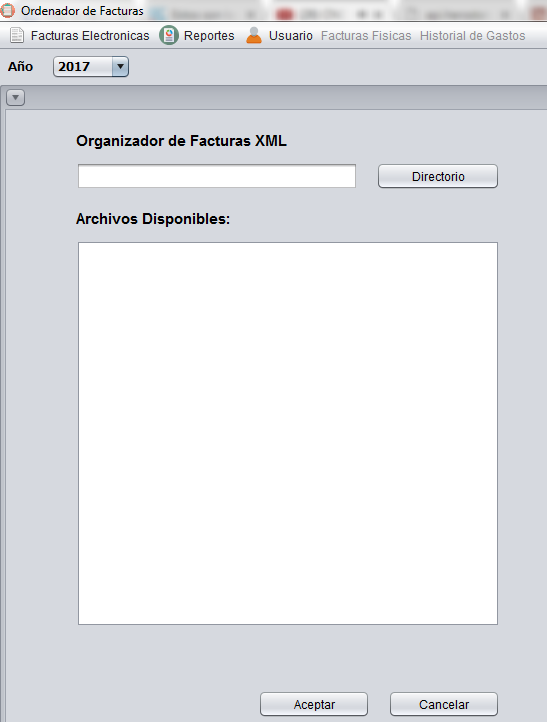 Ordenador de Facturas
Facturas Electronicas Reportes Usuario Facturas Fisicas Historial de Gastos
Año 2017
Organizador de Facturas XML
Directorio
Archivos Disponibles:
Aceptar Cancelar